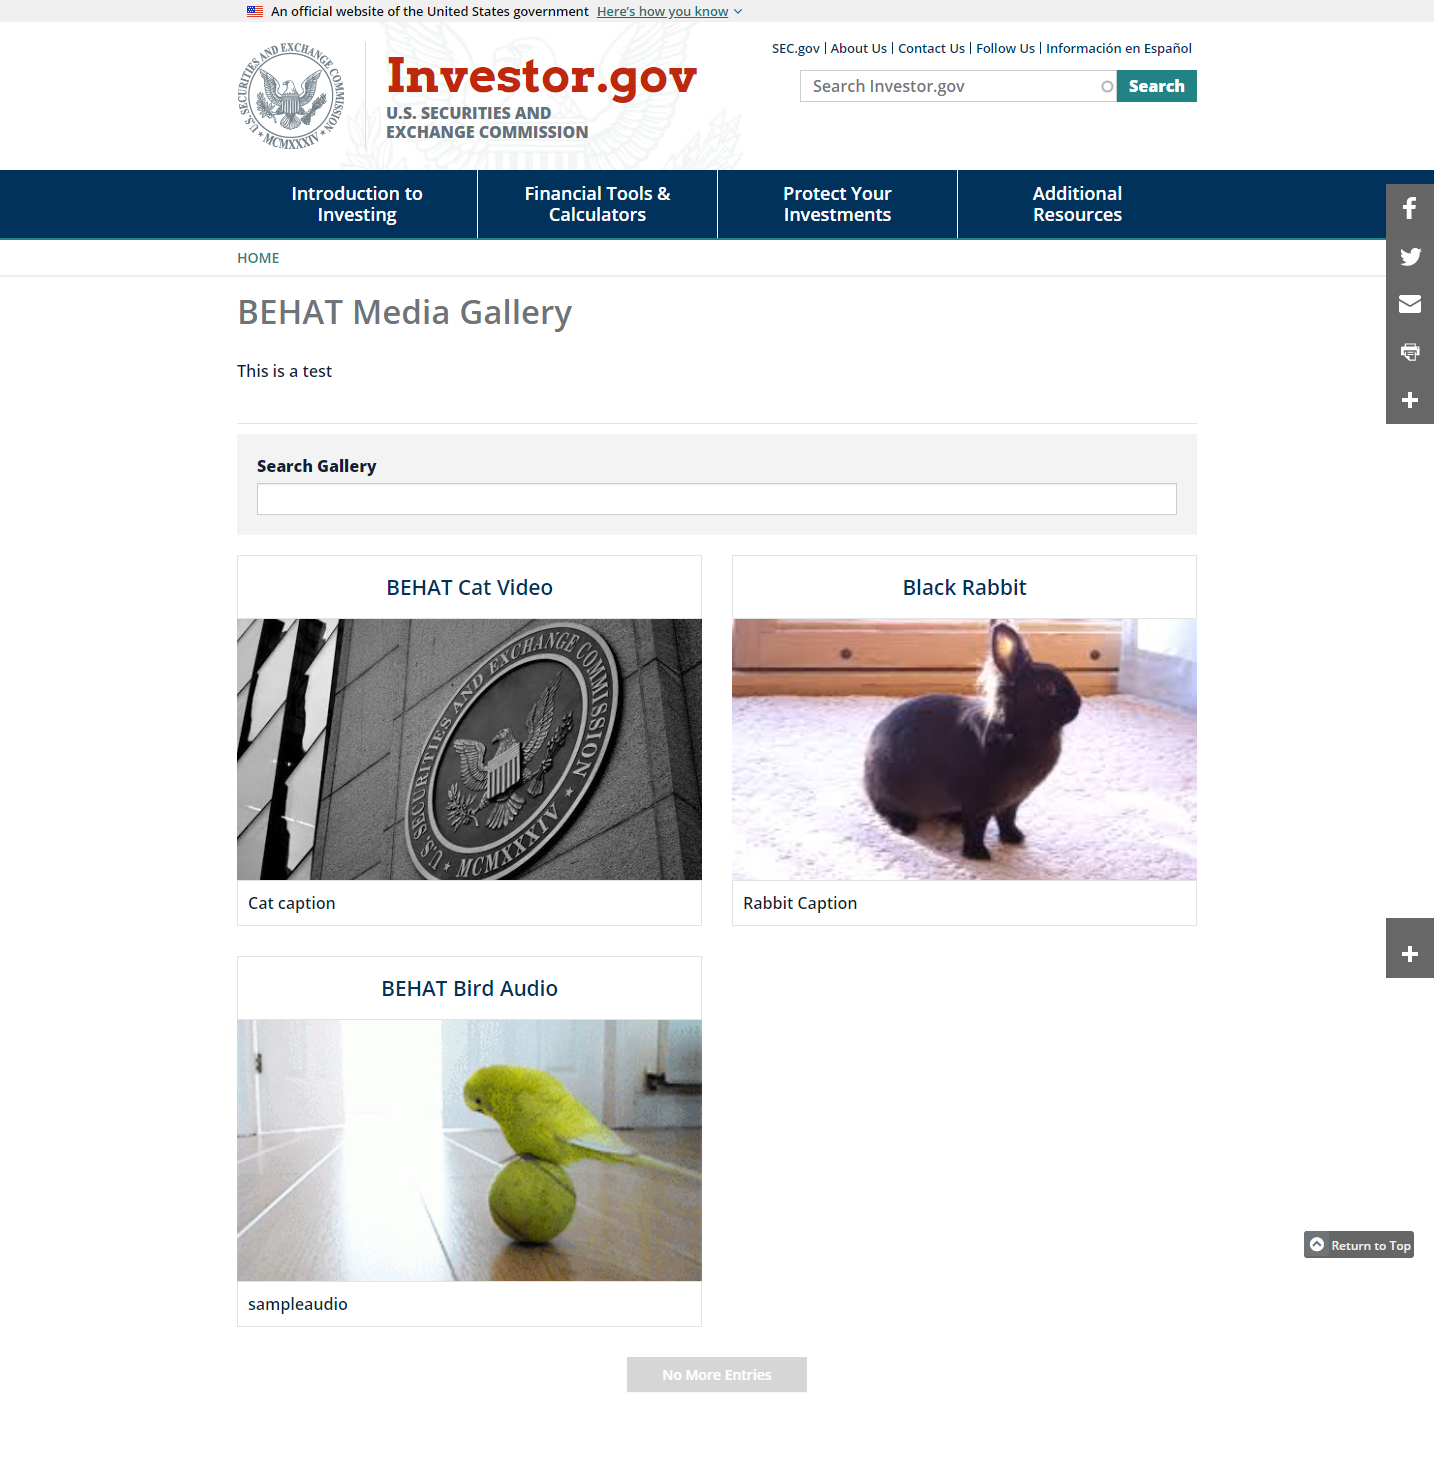 An official website of the United States government Here's how you know
SEC.gov | About Us | Contact Us | Follow Us | Información en Español
SECURITIES AND EXCHANGE COMMISSION
U.S.
MCMXXXIV
Investor.gov
U.S. SECURITIES AND
EXCHANGE COMMISSION
Search Investor.gov
Search
Introduction to
Investing
Financial Tools &
Calculators
Protect Your
Investments
Additional
Resources
HOME
BEHAT Media Gallery
This is a test
Search Gallery
BEHAT Cat Video
Black Rabbit
U.S. SECURITIES AND EXCHANGE COMMISSION
MCMXXXIV
Cat caption
Rabbit Caption
BEHAT Bird Audio
sampleaudio
Return to Top
No More Entries